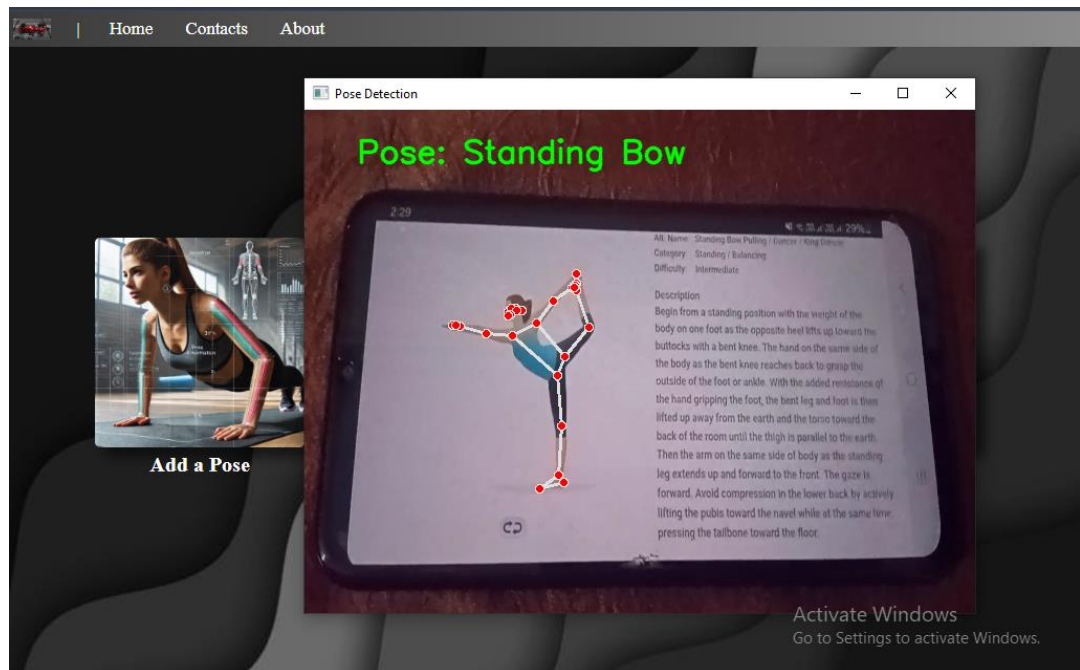 | Home Contacts About
Pose Detection
Pose: Standing Bow
2:29
29%
Alt. Name Standing Bow Pulling / Dancer / King Dancer
Category Standing / Balancing
Difficulty Intermediate
Description
Begin from a standing position with the weight of the
body on one foot as the opposite heel lifts up toward the
buttocks with a bent knee. The hand on the same side of
the body as the bent knee reaches back to grasp the
outside of the foot or ankle. With the added resistance of
the hand gripping the foot, the bent leg and foot is then
lifted up away from the earth and the torso toward the
back of the room until the thigh is parallel to the earth.
Then the arm on the same side of body as the standing
leg extends up and forward to the front. The gaze is
forward. Avoid compression in the lower back by actively
lifting the pubis toward the navel while at the same time
pressing the tailbone toward the floor.
Add a Pose
Activate Windows
Go to Settings to activate Windows.